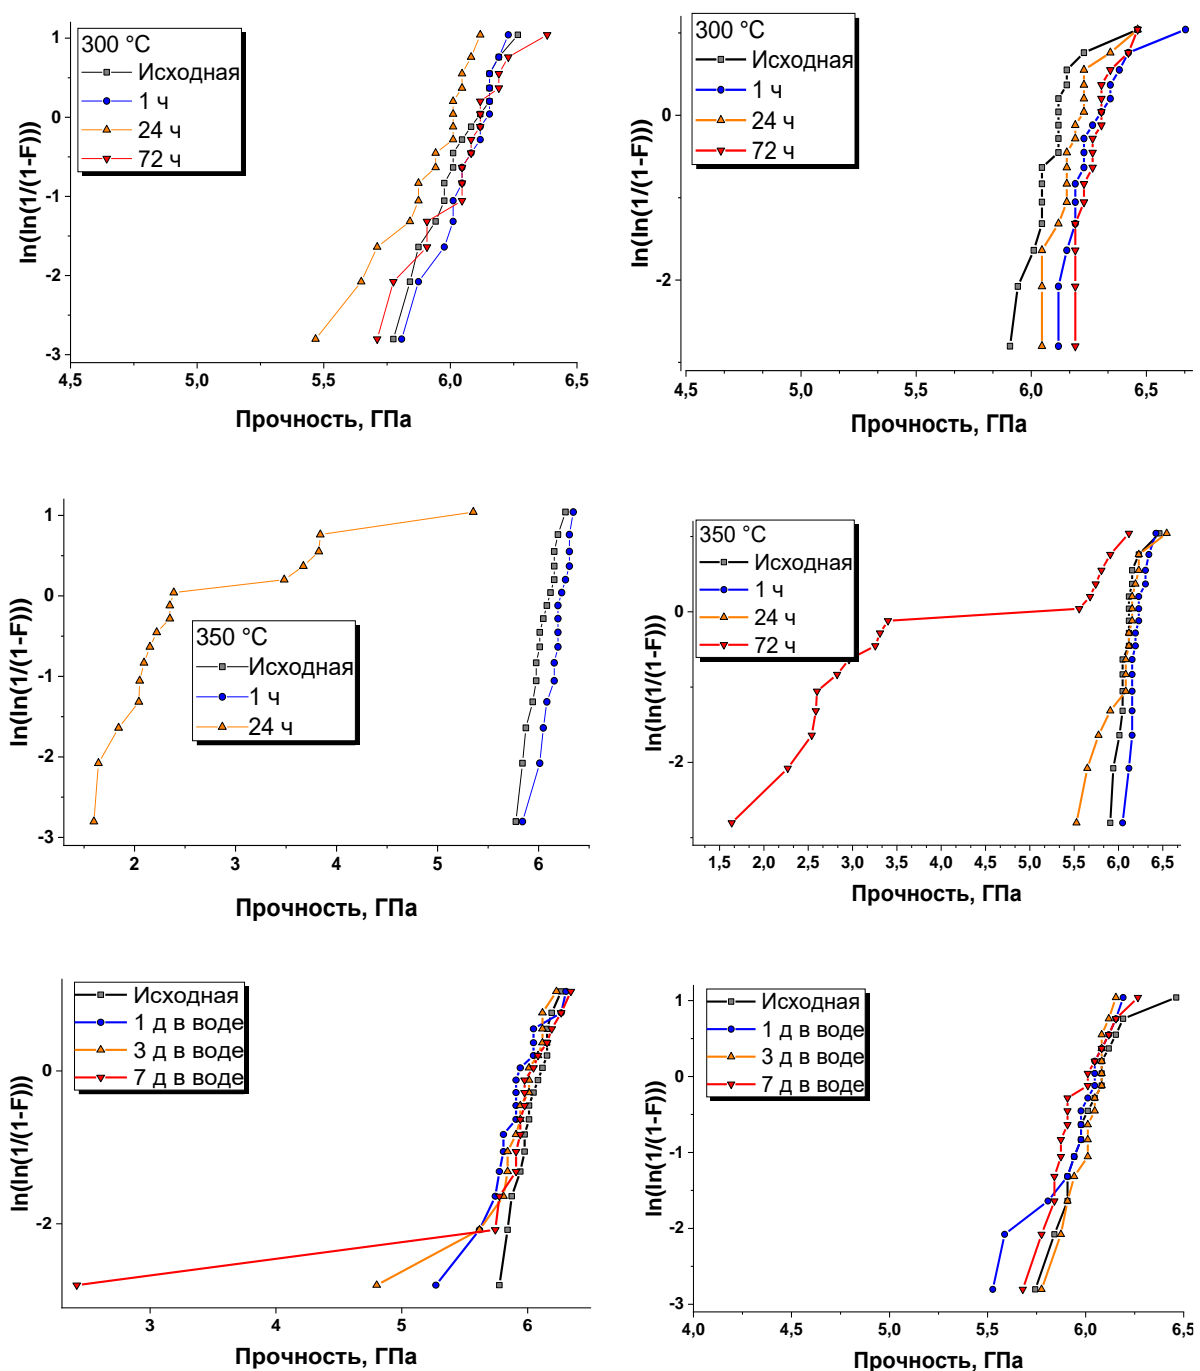 300 °C
Исходная
1 ч
24 ч
72 ч
ln(ln(1/(1-F)))
1
0
-1
-2
-3
4,5
5,0
5,5
6,0
6,5
Прочность, ГПа
300 °C
Исходная
1 ч
24 ч
72 ч
ln(ln(1/(1-F)))
0
-2
4,5
5,0
5,5
6,0
6,5
Прочность, ГПа
350 °C
Исходная
1 ч
24 ч
ln(ln(1/(1-F)))
1
0
-1
-2
-3
2
3
4
5
6
Прочность, ГПа
350 °C
Исходная
1 ч
24 ч
72 ч
ln(ln(1/(1-F)))
0
-2
1,5
2,0
2,5
3,0
3,5
4,0
4,5
5,0
5,5
6,0
6,5
Прочность, ГПа
Исходная
1 д в воде
3 д в воде
7 д в воде
ln(ln(1/(1-F)))
0
-2
3
4
5
6
Прочность, ГПа
Исходная
1 д в воде
3 д в воде
7 д в воде
ln(ln(1/(1-F)))
1
0
-1
-2
-3
4,0
4,5
5,0
5,5
6,0
6,5
Прочность, ГПа